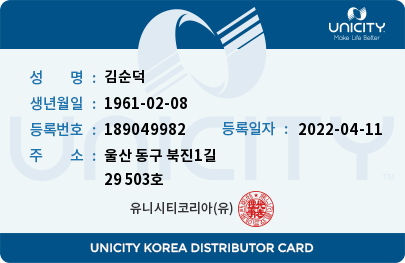 UNICITY
Make Life Better
성 명 : 김순덕
생년월일 : 1961-02-08
등록번호 : 189049982 등록일자 : 2022-04-11
주 소 : 울산 동구 북진1길
29 503호
유니시티코리아(유)
UNICITY
UNICITY KOREA DISTRIBUTOR CARD